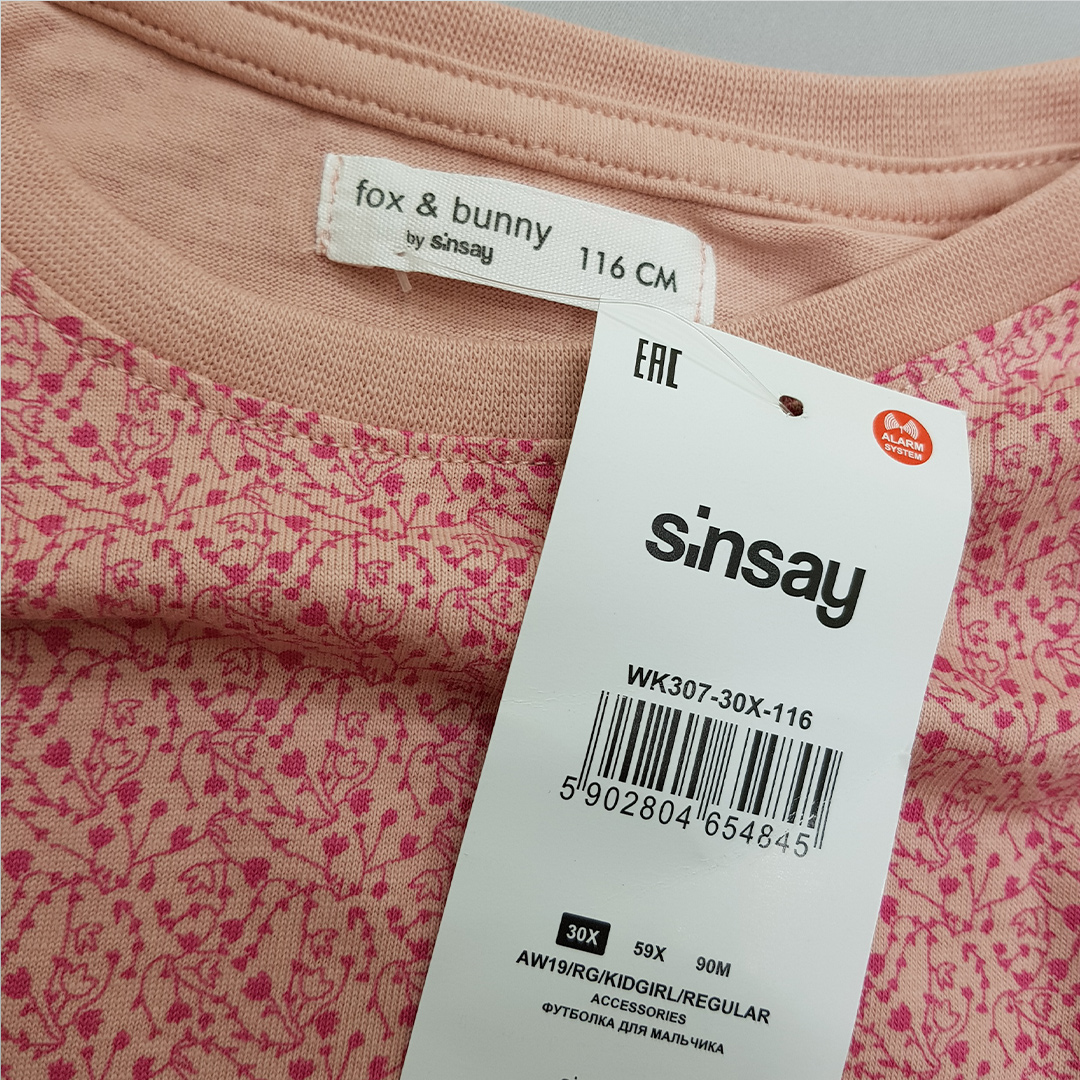 fox & bunny
by sinsay
116 CM
EAC
ALARM
SYSTEM
sinsay
WK307-30X-116
5 902804 654845
30X 59X 90M
AW19/RG/KIDGIRL/REGULAR
ACCESSORIES
ФУТБОЛКА ДЛЯ МАЛЬЧИКА